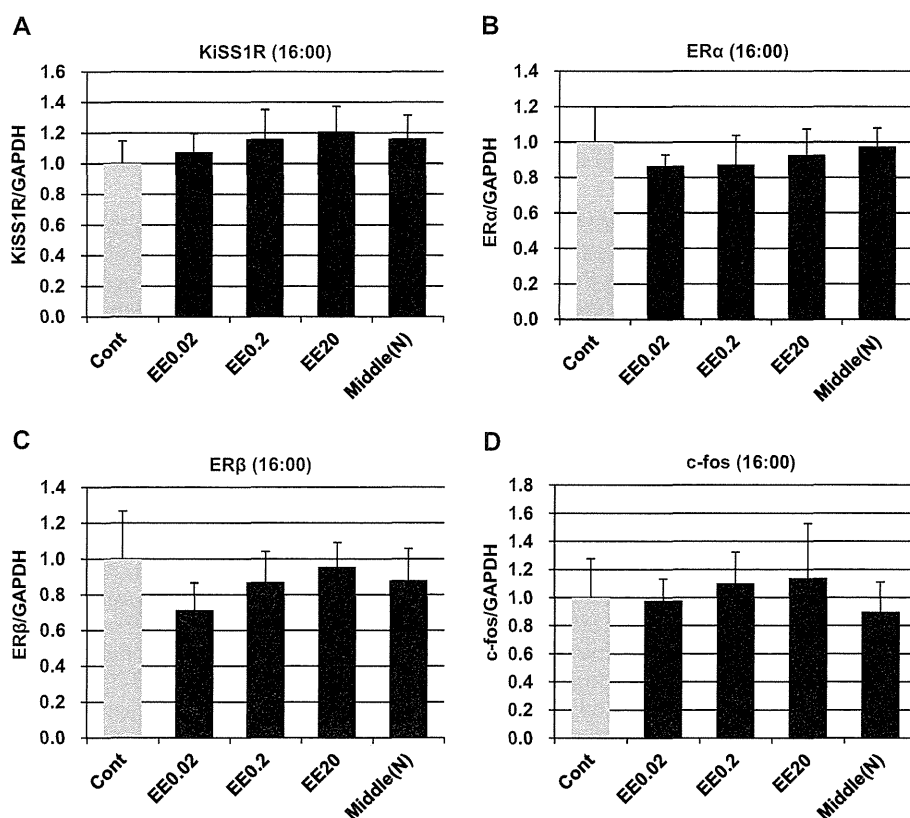 A
KiSS1R (16:00)
KiSS1R/GAPDH
1.6
1.4
1.2
1.0
0.8
0.6
0.4
0.2
0.0
Cont
EE0.02
EE0.2
EE20
Middle(N)
B
ERα (16:00)
ERα/GAPDH
1.4
1.2
1.0
0.8
0.6
0.4
0.2
0.0
Cont
EE0.02
EE0.2
EE20
Middle(N)
C
ERβ (16:00)
ERβ/GAPDH
1.4
1.2
1.0
0.8
0.6
0.4
0.2
0.0
Cont
EE0.02
EE0.2
EE20
Middle(N)
D
c-fos (16:00)
c-fos/GAPDH
1.8
1.6
1.4
1.2
1.0
0.8
0.6
0.4
0.2
0.0
Cont
EE0.02
EE0.2
EE20
Middle(N)